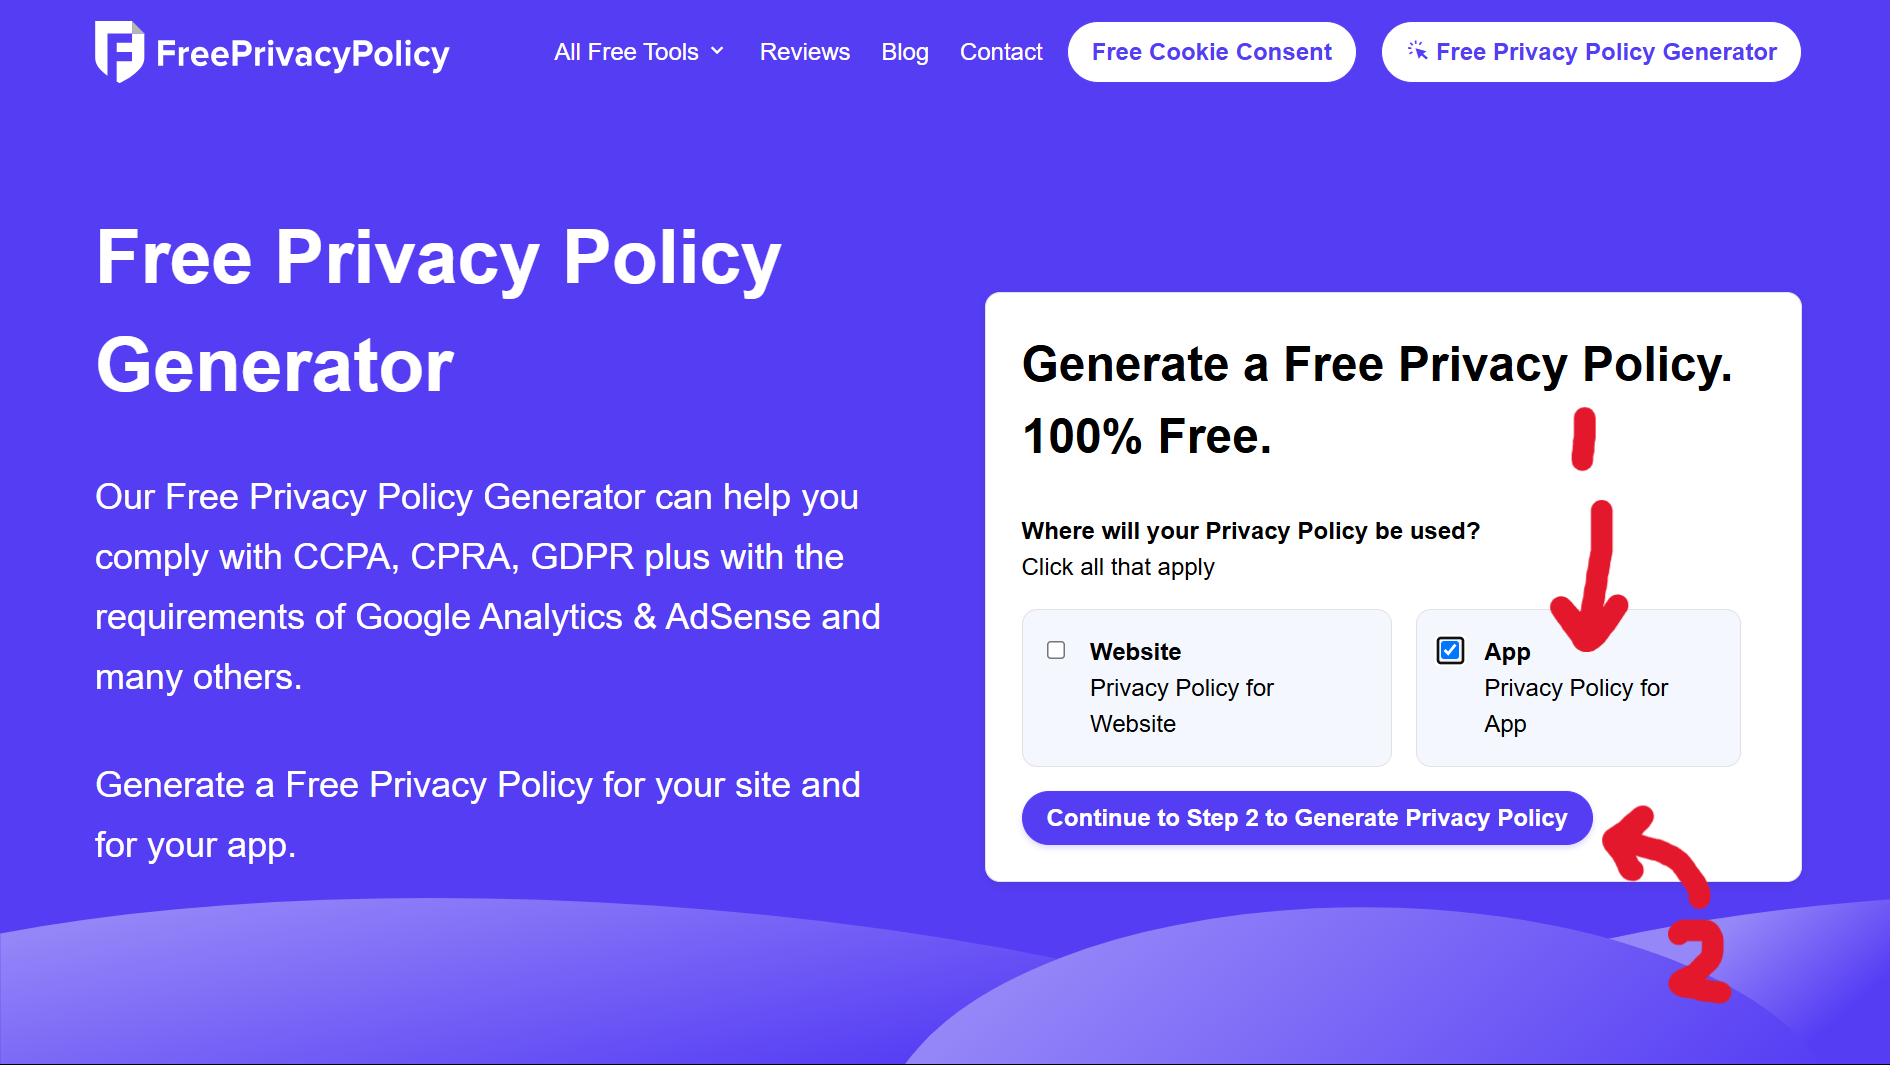 FreePrivacyPolicy
All Free Tools
Reviews
Blog
Contact
Free Cookie Consent
Free Privacy Policy Generator
Free Privacy Policy
Generator
Our Free Privacy Policy Generator can help you
comply with CCPA, CPRA, GDPR plus with the
requirements of Google Analytics & AdSense and
many others.
Generate a Free Privacy Policy for your site and
for your app.
Generate a Free Privacy Policy.
100% Free.
1
Where will your Privacy Policy be used?
Click all that apply
Website
Privacy Policy for
Website
App
Privacy Policy for
App
Continue to Step 2 to Generate Privacy Policy
2